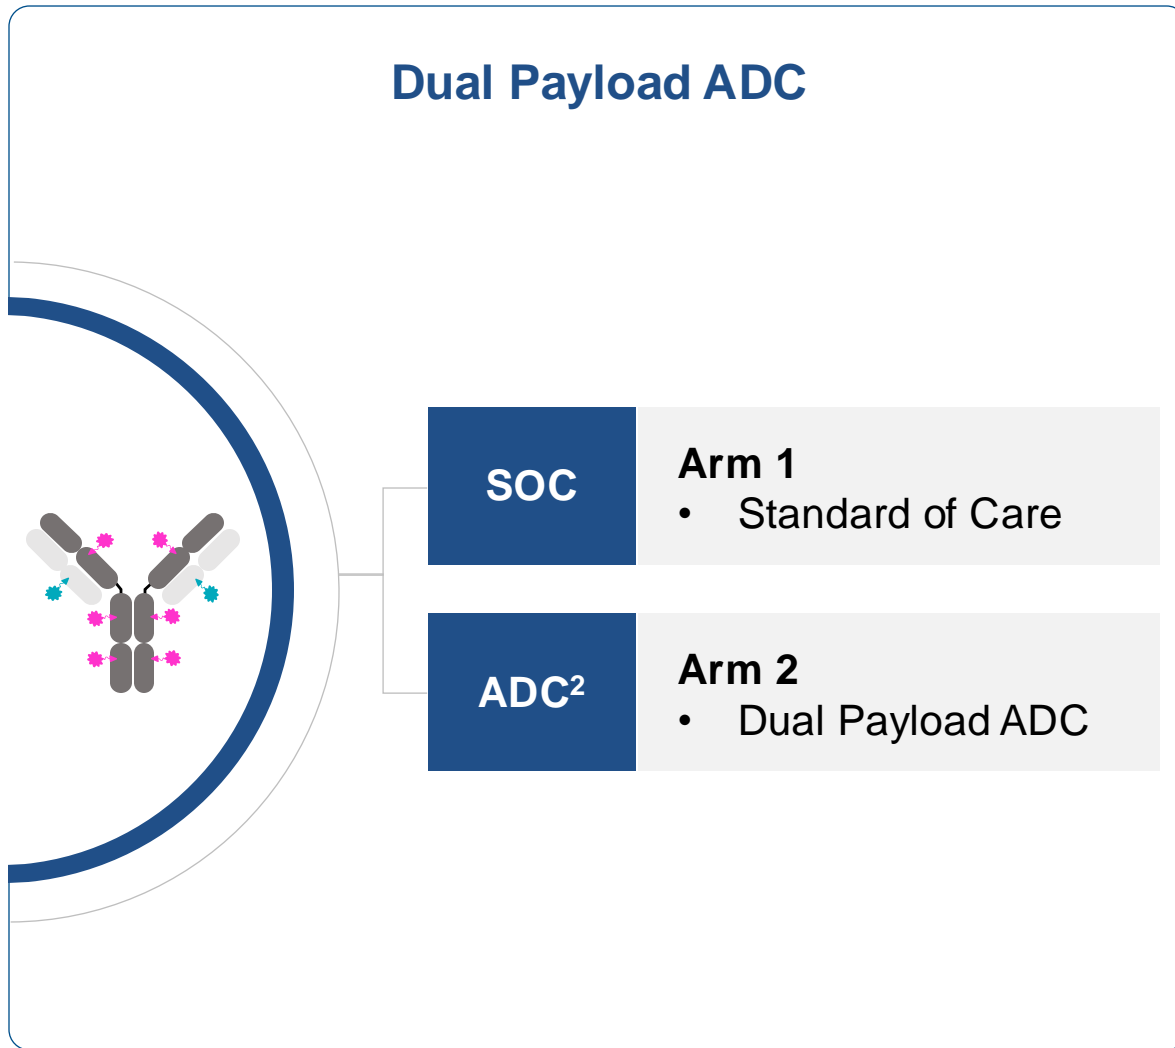 Dual Payload ADC
SOC
Arm 1
• Standard of Care
ADC²
Arm 2
• Dual Payload ADC